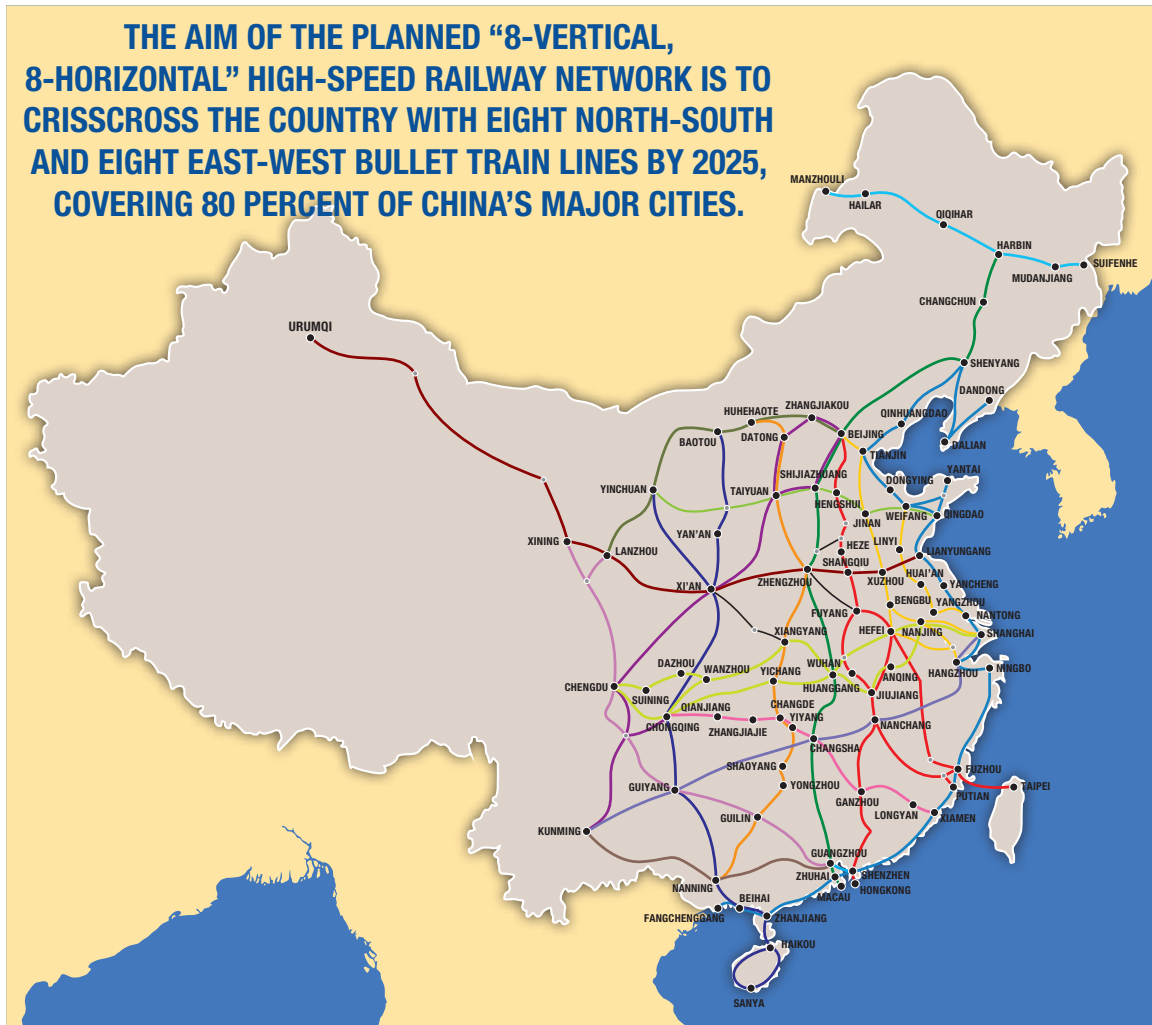 THE AIM OF THE PLANNED “8-VERTICAL,
8-HORIZONTAL” HIGH-SPEED RAILWAY NETWORK IS TO
CRISSCROSS THE COUNTRY WITH EIGHT NORTH-SOUTH
AND EIGHT EAST-WEST BULLET TRAIN LINES BY 2025,
COVERING 80 PERCENT OF CHINA’S MAJOR CITIES.
MANZHOULI
HAILAR
QIQIHAR
HARBIN
SUIFENHE
MUDANJIANG
CHANGCHUN
URUMQI
SHENYANG
DANDONG
ZHANGJIAKOU
HUHEHAOTE
QINHUANGDAO
BAOTOU
DATONG
BEIJING
DALIAN
TIANJIN
YANTAI
SHIJIAZHUANG
DONGYING
YINCHUAN
TAIYUAN
HENGSHUI
WEIFANG
QINGDAO
JINAN
YAN’AN
XINING
LANZHOU
HEZE
LINYI
LIANYUNGANG
SHANGQIU
ZHENGZHOU
XUZHOU
HUAI’AN
XI’AN
YANCHENG
BENGBU
YANGZHOU
FUYANG
NANTONG
XIANGYANG
HEFEI
NANJING
SHANGHAI
DAZHOU
WANZHOU
WUHAN
YICHANG
ANQING
HANGZHOU
NINGBO
CHENGDU
SUINING
HUANGGANG
JIUJIANG
QIANJIANG
CHANGDE
YIYANG
CHONGQING
ZHANGJIAJIE
NANCHANG
CHANGSHA
SHAOYANG
FUZHOU
GUIYANG
YONGZHOU
PUTIAN
TAIPEI
GANZHOU
LONGYAN
XIAMEN
KUNMING
GUILIN
GUANGZHOU
SHENZHEN
ZHUHAI
HONGKONG
NANNING
MACAU
BEIHAI
FANGCHENGGANG
ZHANJIANG
HAIKOU
SANYA